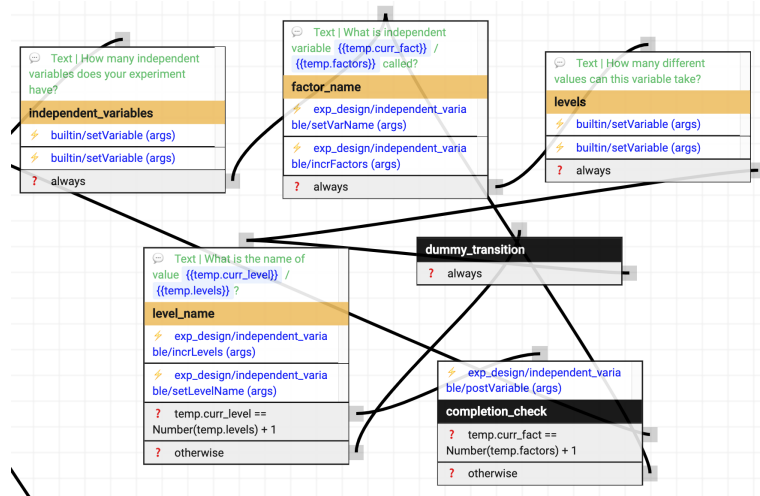 Text | How many independent
variables does your experiment
have?
independent_variables
builtin/setVariable (args)
builtin/setVariable (args)
? always
Text | What is independent
variable {{temp.curr_fact}} /
{{temp.factors}} called?
factor_name
exp_design/independent_varia
ble/setVarName (args)
exp_design/independent_varia
ble/incrFactors (args)
? always
Text | How many different
values can this variable take?
levels
builtin/setVariable (args)
builtin/setVariable (args)
? always
Text | What is the name of
value {{temp.curr_level}} /
{{temp.levels}} ?
level_name
exp_design/independent_varia
ble/incrLevels (args)
exp_design/independent_varia
ble/setLevelName (args)
? temp.curr_level ==
Number(temp.levels) + 1
? otherwise
dummy_transition
? always
exp_design/independent_varia
ble/postVariable (args)
completion_check
? temp.curr_fact ==
Number(temp.factors) + 1
? otherwise